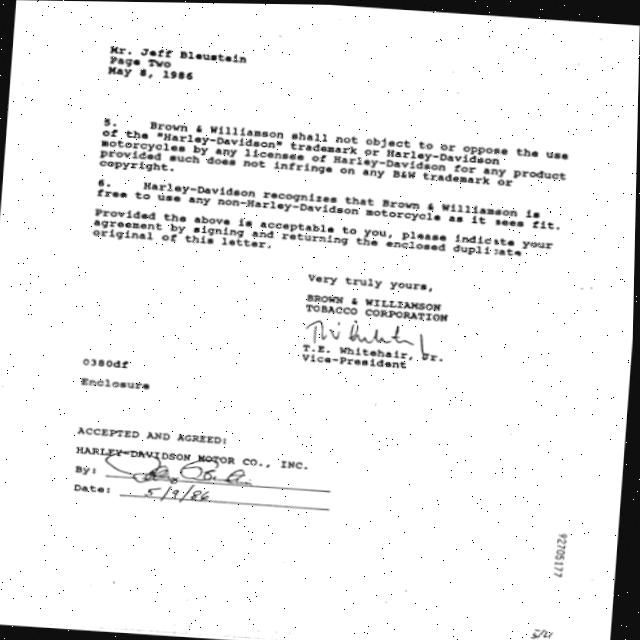 Mr. Jeff Bleustein
Page Two
May 8, 1986
5. Brown & Williamson shall not object to or oppose the use
of the "Harley-Davidson" trademark or Harley-Davidson
motorcycles by any licensee of Harley-Davidson for any product
provided such does not infringe on any B&W trademark or
copyright.
6. Harley-Davidson recognizes that Brown & Williamson is
free to use any non-Harley-Davidson motorcycle as it sees fit.
Provided the above is acceptable to you, please indicate your
agreement by signing and returning the enclosed duplicate
original of this letter.
Very truly yours,
BROWN & WILLIAMSON
TOBACCO CORPORATION
T.E. Whitehair, Jr.
Vice-President
0380df
Enclosure
ACCEPTED AND AGREED:
HARLEY-DAVIDSON MOTOR CO., INC.
By:
Date: 5/9/86
92705177